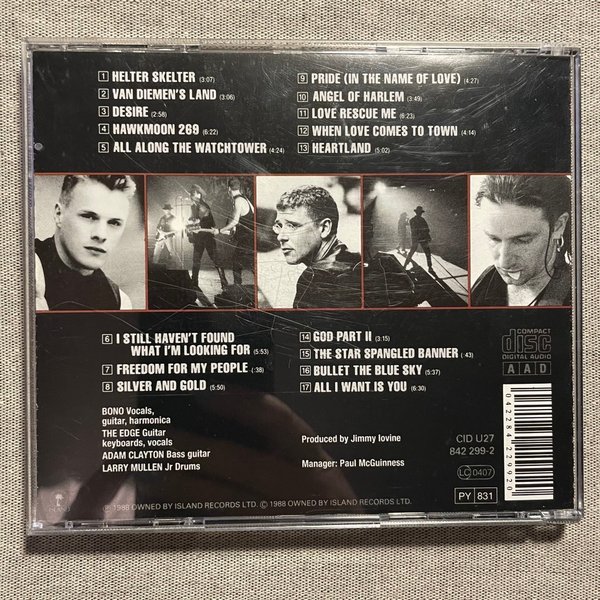 1 HELTER SKELTER (3:07)
2 VAN DIEMEN'S LAND (3:06)
3 DESIRE (2:58)
4 HAWKMOON 269 (6:22)
5 ALL ALONG THE WATCHTOWER (4:24)
9 PRIDE (IN THE NAME OF LOVE) (4:27)
10 ANGEL OF HARLEM (3:49)
11 LOVE RESCUE ME (6:23)
12 WHEN LOVE COMES TO TOWN (4:14)
13 HEARTLAND (5:02)
6 I STILL HAVEN'T FOUND
WHAT I'M LOOKING FOR (5:53)
7 FREEDOM FOR MY PEOPLE (:38)
8 SILVER AND GOLD (5:50)
14 GOD PART II (3:15)
15 THE STAR SPANGLED BANNER (:43)
16 BULLET THE BLUE SKY (5:37)
17 ALL I WANT IS YOU (6:30)
COMPACT
disc
DIGITAL AUDIO
AAD
BONO Vocals,
guitar, harmonica
THE EDGE Guitar
keyboards, vocals
ADAM CLAYTON Bass guitar
LARRY MULLEN Jr Drums
Produced by Jimmy Iovine
Manager: Paul McGuinness
CID U27
842 299-2
LC 0407
PY 831
0 42284 22992 0
ISLAND
℗ 1988 OWNED BY ISLAND RECORDS LTD. © 1988 OWNED BY ISLAND RECORDS LTD.